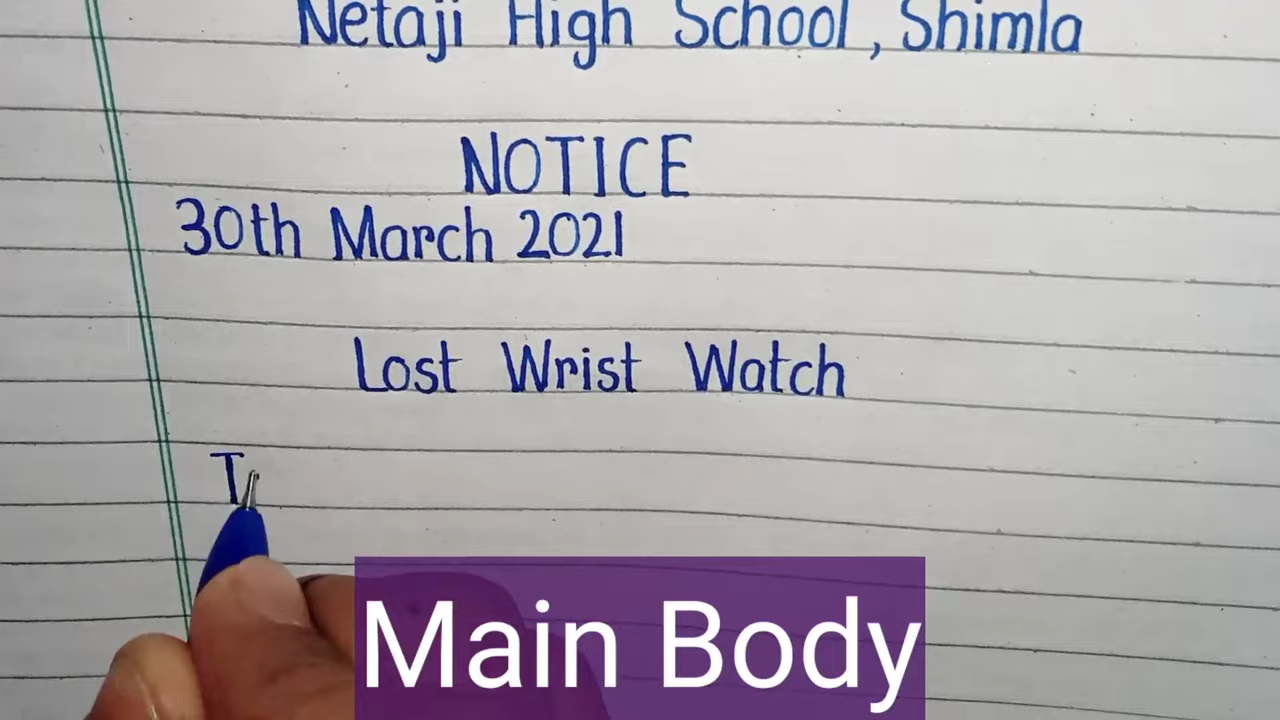 Netaji High School, Shimla
NOTICE
30th March 2021
Lost Wrist Watch
T
Main Body